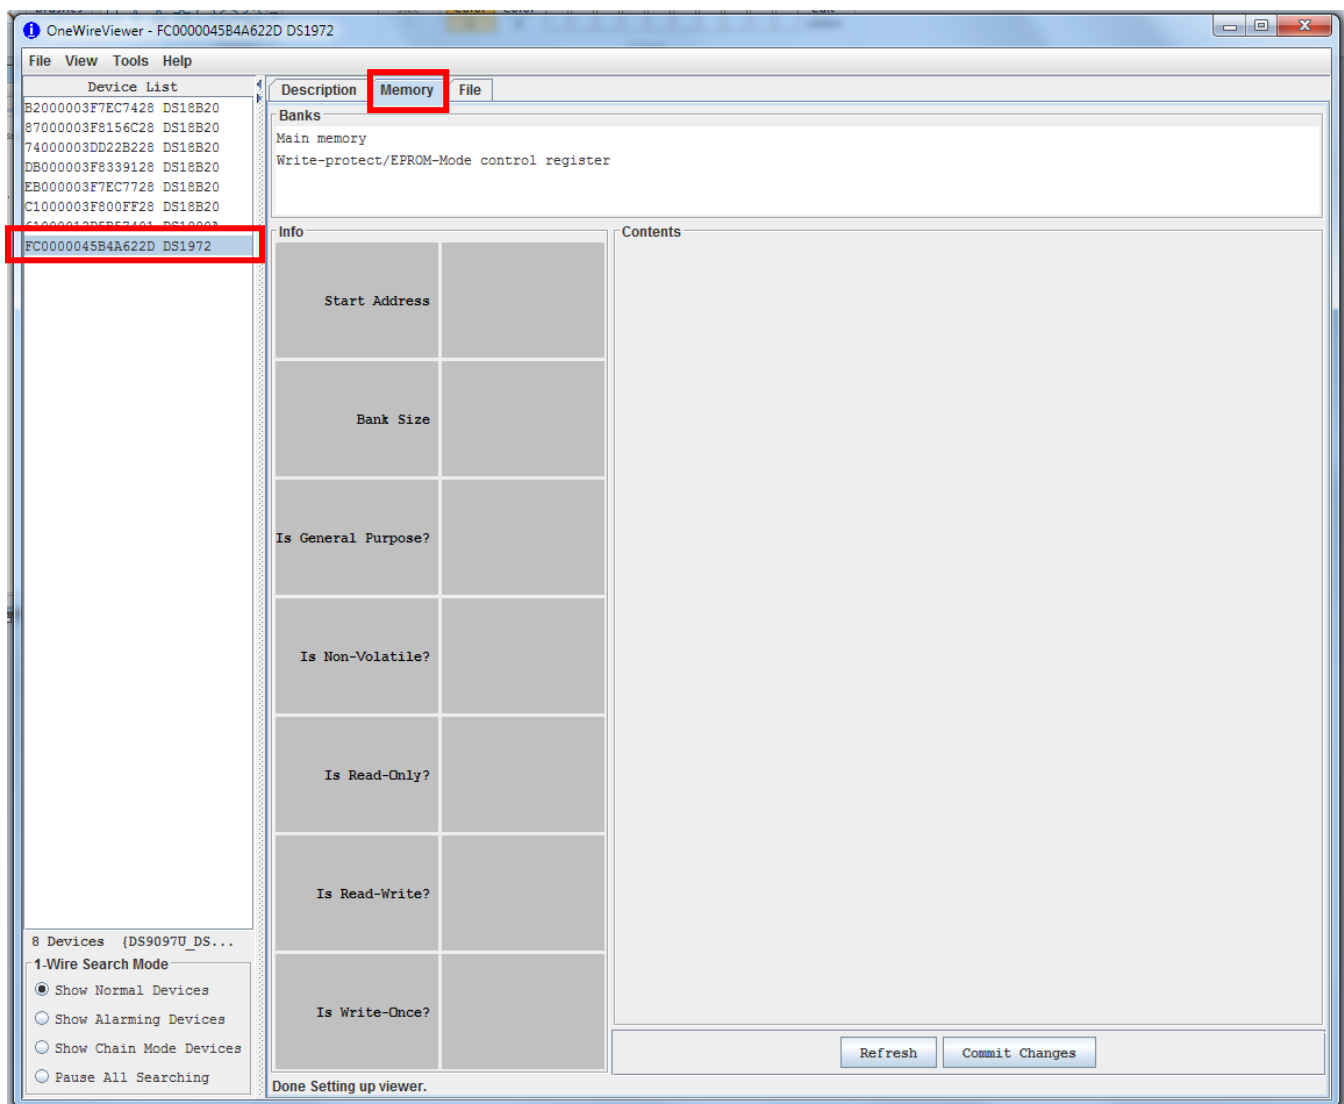 OneWireViewer - FC0000045B4A622D DS1972
File View Tools Help
Device List
B2000003F7EC7428 DS18B20
87000003F8156C28 DS18B20
74000003DD22B228 DS18B20
DB000003F8339128 DS18B20
EB000003F7EC7728 DS18B20
C1000003F800FF28 DS18B20
FC0000045B4A622D DS1972
8 Devices {DS9097U_DS...
1-Wire Search Mode
Show Normal Devices
Show Alarming Devices
Show Chain Mode Devices
Pause All Searching
Description Memory File
Banks
Main memory
Write-protect/EPROM-Mode control register
Info
Start Address
Bank Size
Is General Purpose?
Is Non-Volatile?
Is Read-Only?
Is Read-Write?
Is Write-Once?
Contents
Refresh Commit Changes
Done Setting up viewer.